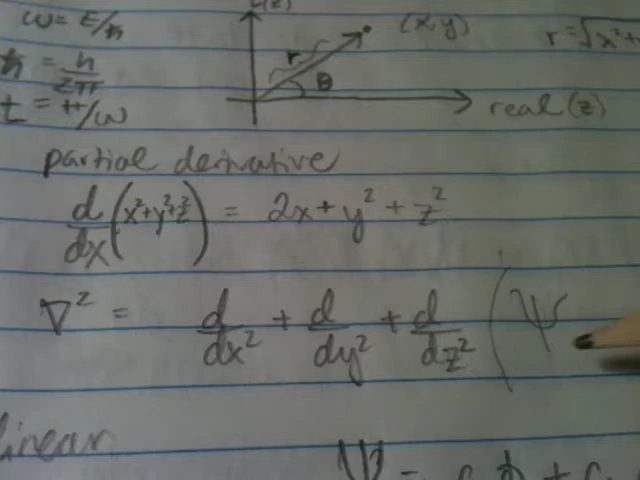 ω = E/ħ
(x, y)
r = √x²+
ħ = h/2π
r
θ
t = π/ω
real(z)
partial derivative
d/dx (x²+y²+z²) = 2x + y² + z²
∇² = d/dx² + d/dy² + d/dz² (ψ
linear
ψ =